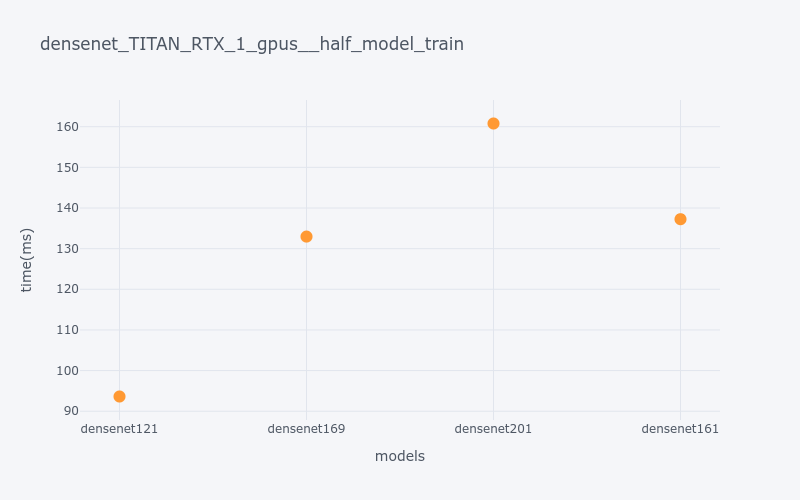 densenet_TITAN_RTX_1_gpus__half_model_train
160
150
140
130
120
110
100
90
time(ms)
densenet121 densenet169 densenet201 densenet161
models